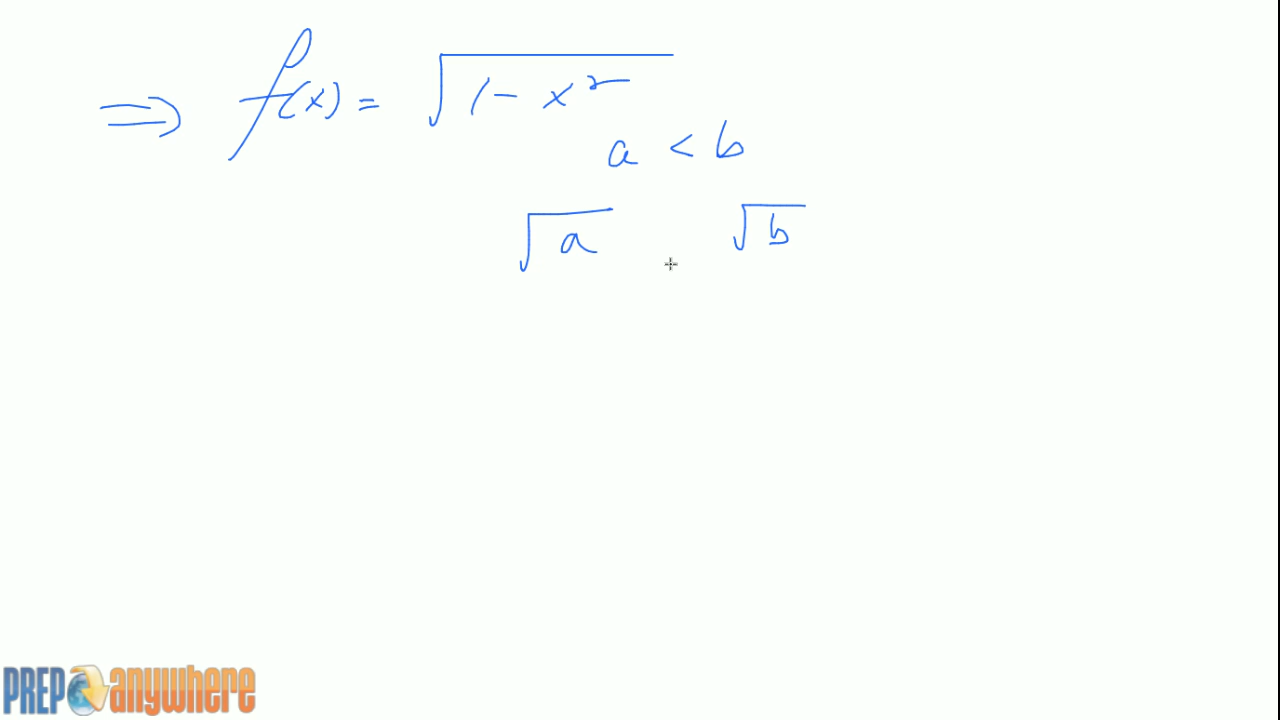 ⇒ f(x) = √(1 - x²)
a < b
√a √b
PREP anywhere